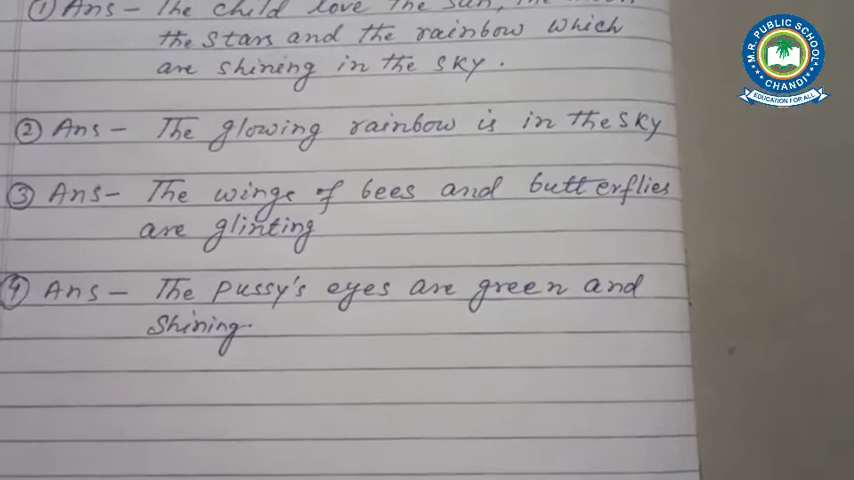 ① Ans - The child love the sun, the moon
the stars and the rainbow which
are shining in the sky.
② Ans - The glowing rainbow is in the sky
③ Ans - The wings of bees and butterflies
are glinting
④ Ans - The pussy's eyes are green and
Shining.
M.R. PUBLIC SCHOOL
CHANDI
EDUCATION FOR ALL